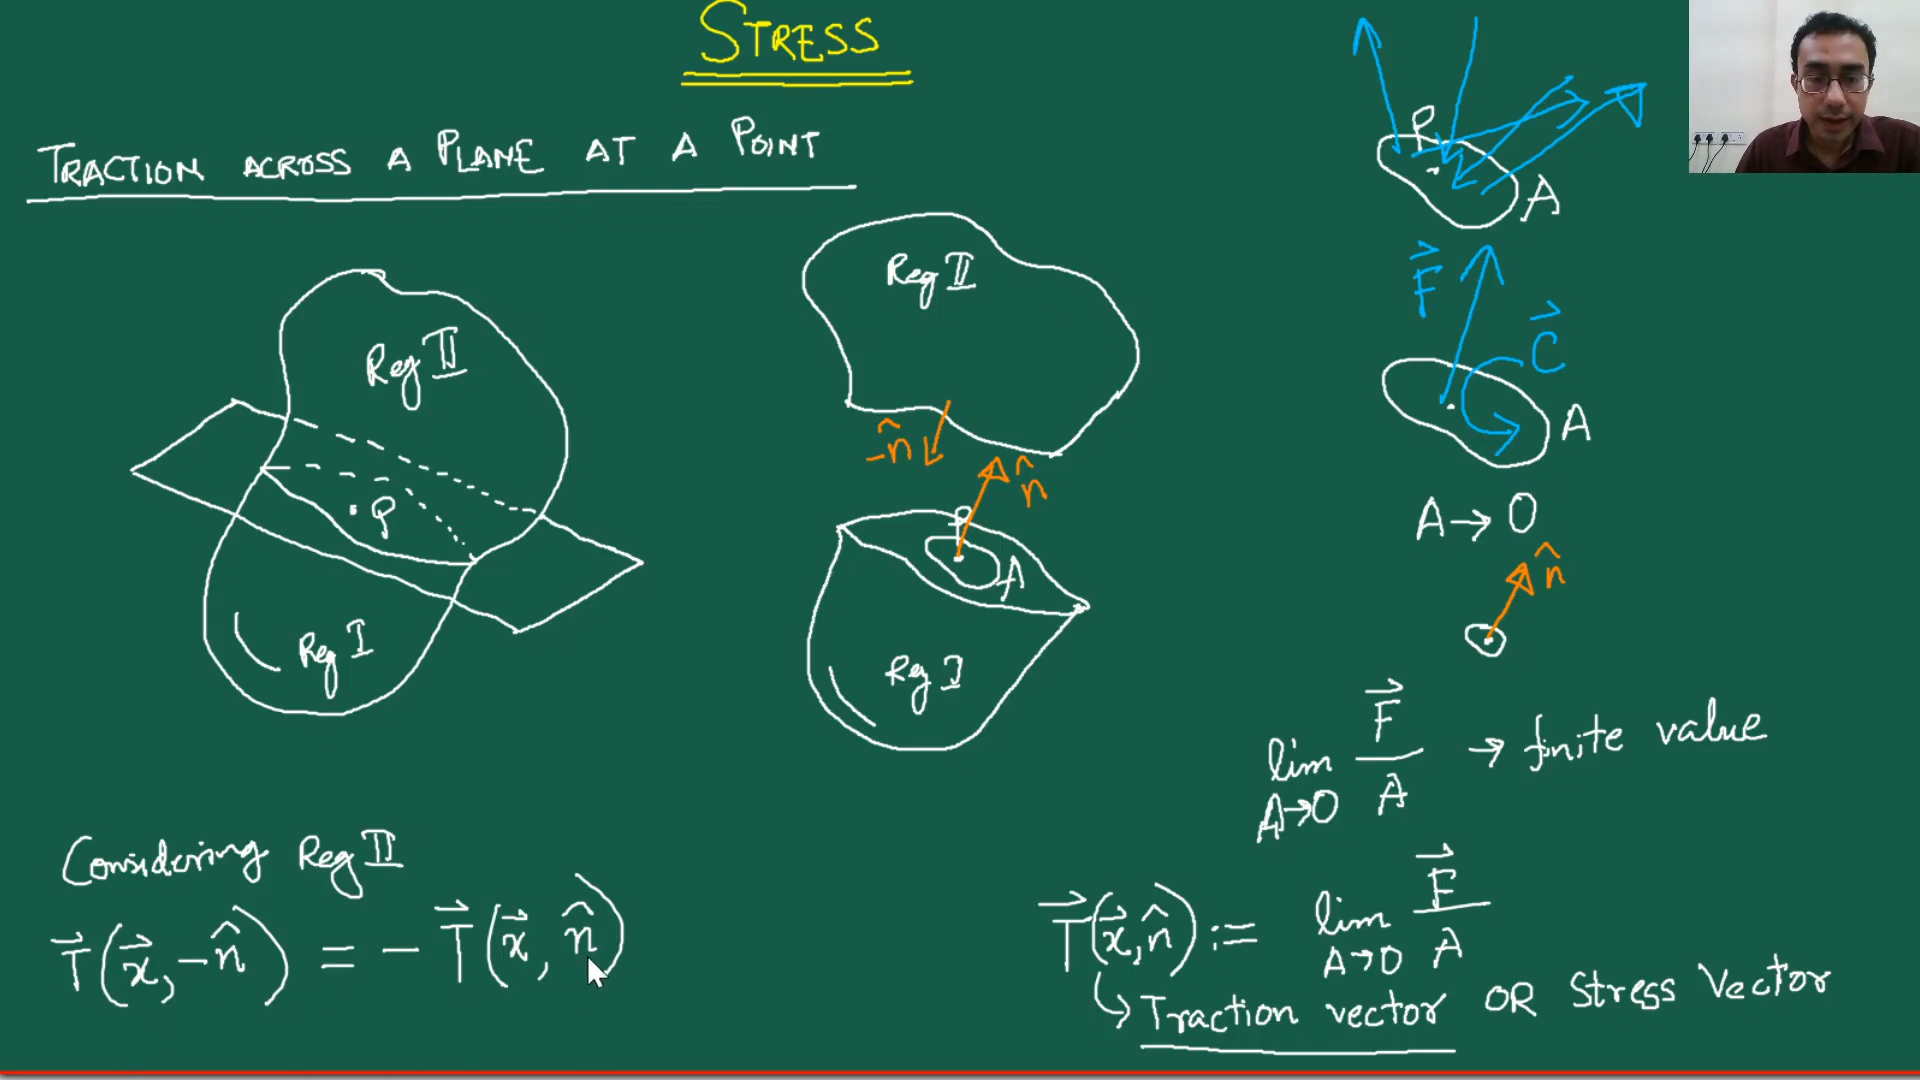 STRESS
TRACTION ACROSS A PLANE AT A POINT
Reg II
P
Reg I
Reg II
-n̂
n̂
P
A
Reg I
P
A
F⃗
C⃗
A
A→0
n̂
lim A→0 F⃗/A → finite value
Considering Reg II
T⃗(x⃗,-n̂) = - T⃗(x⃗, n̂)
T⃗(x⃗,n̂) := lim A→0 F⃗/A
↳ Traction vector OR Stress Vector